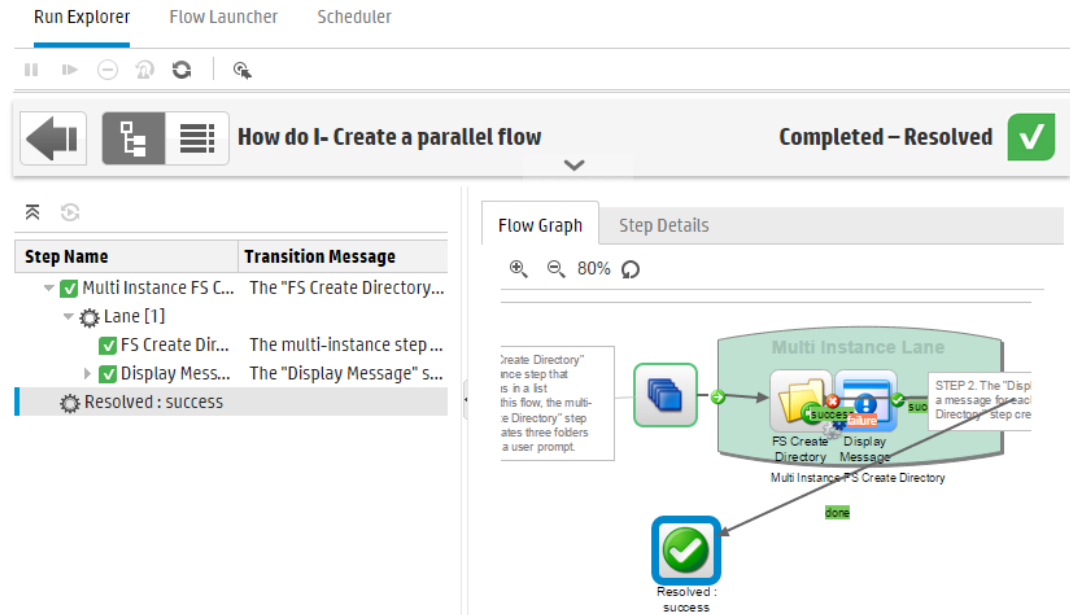 Run Explorer Flow Launcher Scheduler
How do I- Create a parallel flow Completed – Resolved
Flow Graph Step Details
80%
Step Name Transition Message
Multi Instance FS C... The "FS Create Directory...
Lane [1]
FS Create Dir... The multi-instance step ...
Display Mess... The "Display Message" s...
Resolved : success
Create Directory"
nce step that
s in a list
this flow, the multi-
e Directory" step
ates three folders
a user prompt.
Multi Instance Lane
success
failure
suc
STEP 2. The "Displ
a message for each
Directory" step cre
FS Create
Directory
Display
Message
Multi Instance FS Create Directory
done
Resolved :
success